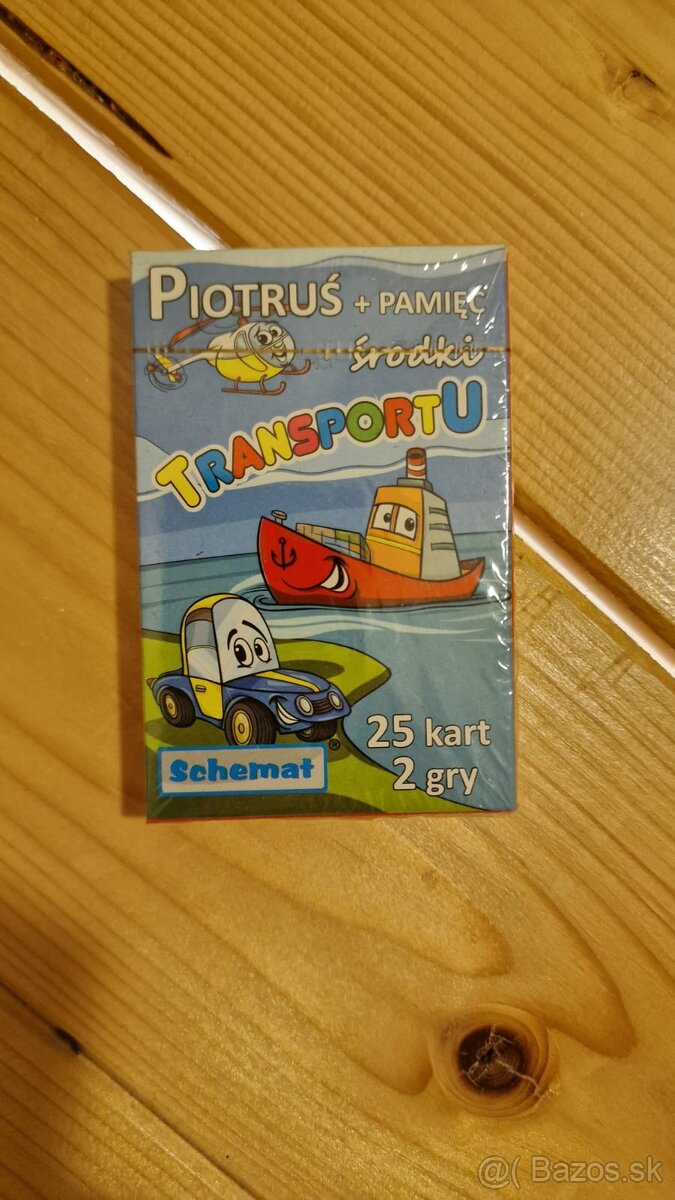 PIOTRUŚ + PAMIĘĆ
środki
TRANSPORTU
25 kart
2 gry
Schemat®
@( Bazos.sk